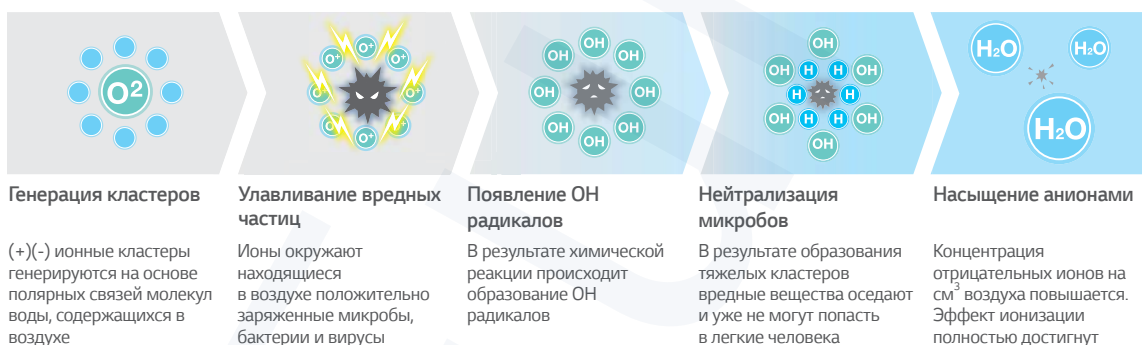 O²
O⁺ O⁺ O⁺ O⁺ O⁺ O⁺ O⁺ O⁺
OH OH OH OH OH OH OH OH
OH
OH H H OH
H H
OH H H OH
OH
H₂O H₂O
H₂O
Генерация кластеров
(+)(-) ионные кластеры
генерируются на основе
полярных связей молекул
воды, содержащихся в
воздухе
Улавливание вредных
частиц
Ионы окружают
находящиеся
в воздухе положительно
заряженные микробы,
бактерии и вирусы
Появление ОН
радикалов
В результате химической
реакции происходит
образование ОН
радикалов
Нейтрализация
микробов
В результате образования
тяжелых кластеров
вредные вещества оседают
и уже не могут попасть
в легкие человека
Насыщение анионами
Концентрация
отрицательных ионов на
см³ воздуха повышается.
Эффект ионизации
полностью достигнут